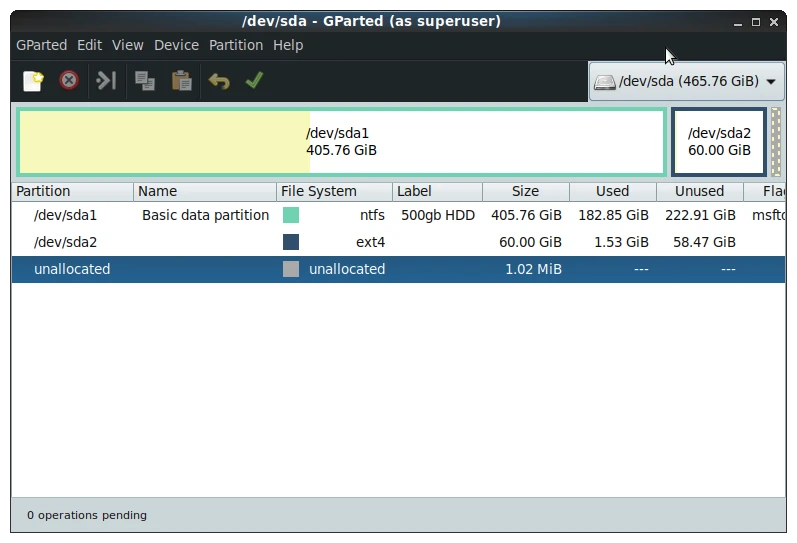 /dev/sda - GParted (as superuser)
GParted Edit View Device Partition Help
/dev/sda (465.76 GiB)
/dev/sda1
405.76 GiB
/dev/sda2
60.00 GiB
Partition Name File System Label Size Used Unused Flag
/dev/sda1 Basic data partition ntfs 500gb HDD 405.76 GiB 182.85 GiB 222.91 GiB msftd
/dev/sda2 ext4 60.00 GiB 1.53 GiB 58.47 GiB
unallocated unallocated 1.02 MiB --- ---
0 operations pending